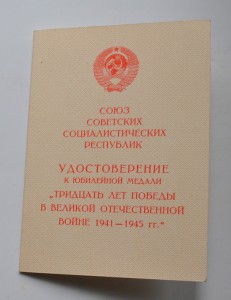 СОЮЗ
СОВЕТСКИХ
СОЦИАЛИСТИЧЕСКИХ
РЕСПУБЛИК
УДОСТОВЕРЕНИЕ
К ЮБИЛЕЙНОЙ МЕДАЛИ
„ТРИДЦАТЬ ЛЕТ ПОБЕДЫ
В ВЕЛИКОЙ ОТЕЧЕСТВЕННОЙ
ВОЙНЕ 1941—1945 гг.“